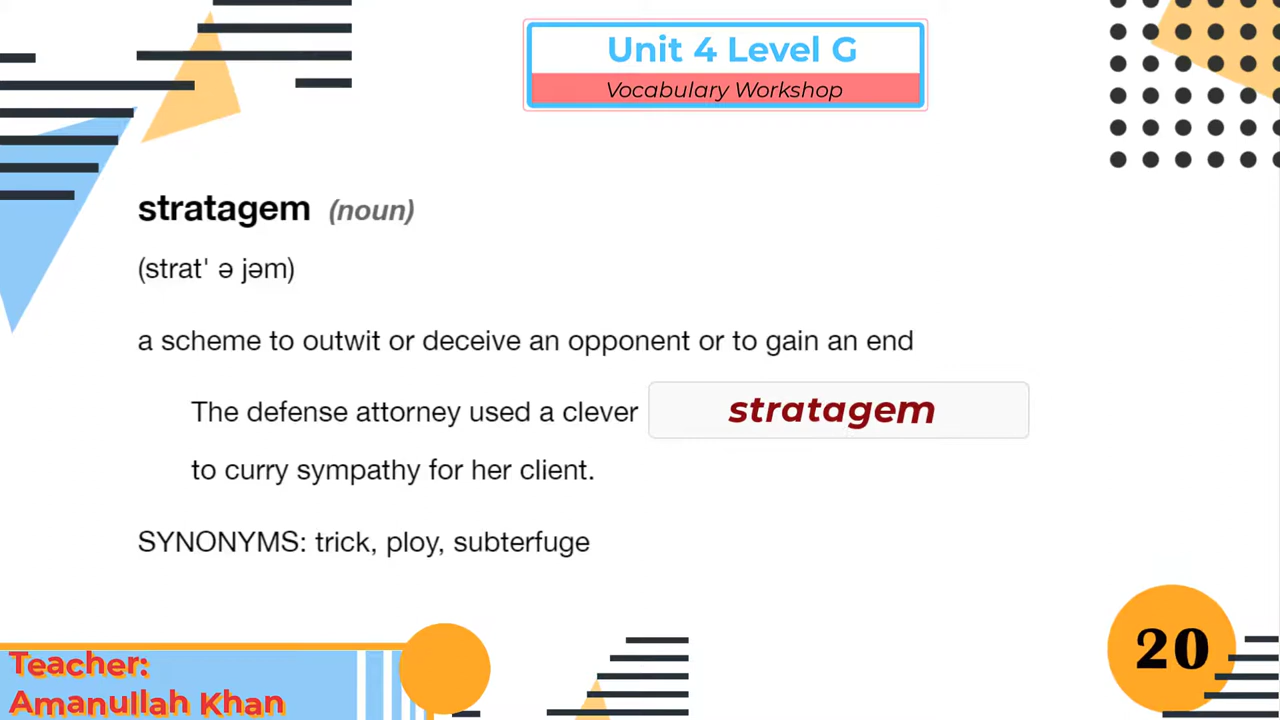 Unit 4 Level G
Vocabulary Workshop
stratagem (noun)
(strat' ə jəm)
a scheme to outwit or deceive an opponent or to gain an end
The defense attorney used a clever stratagem
to curry sympathy for her client.
SYNONYMS: trick, ploy, subterfuge
Teacher:
Amanullah Khan
20